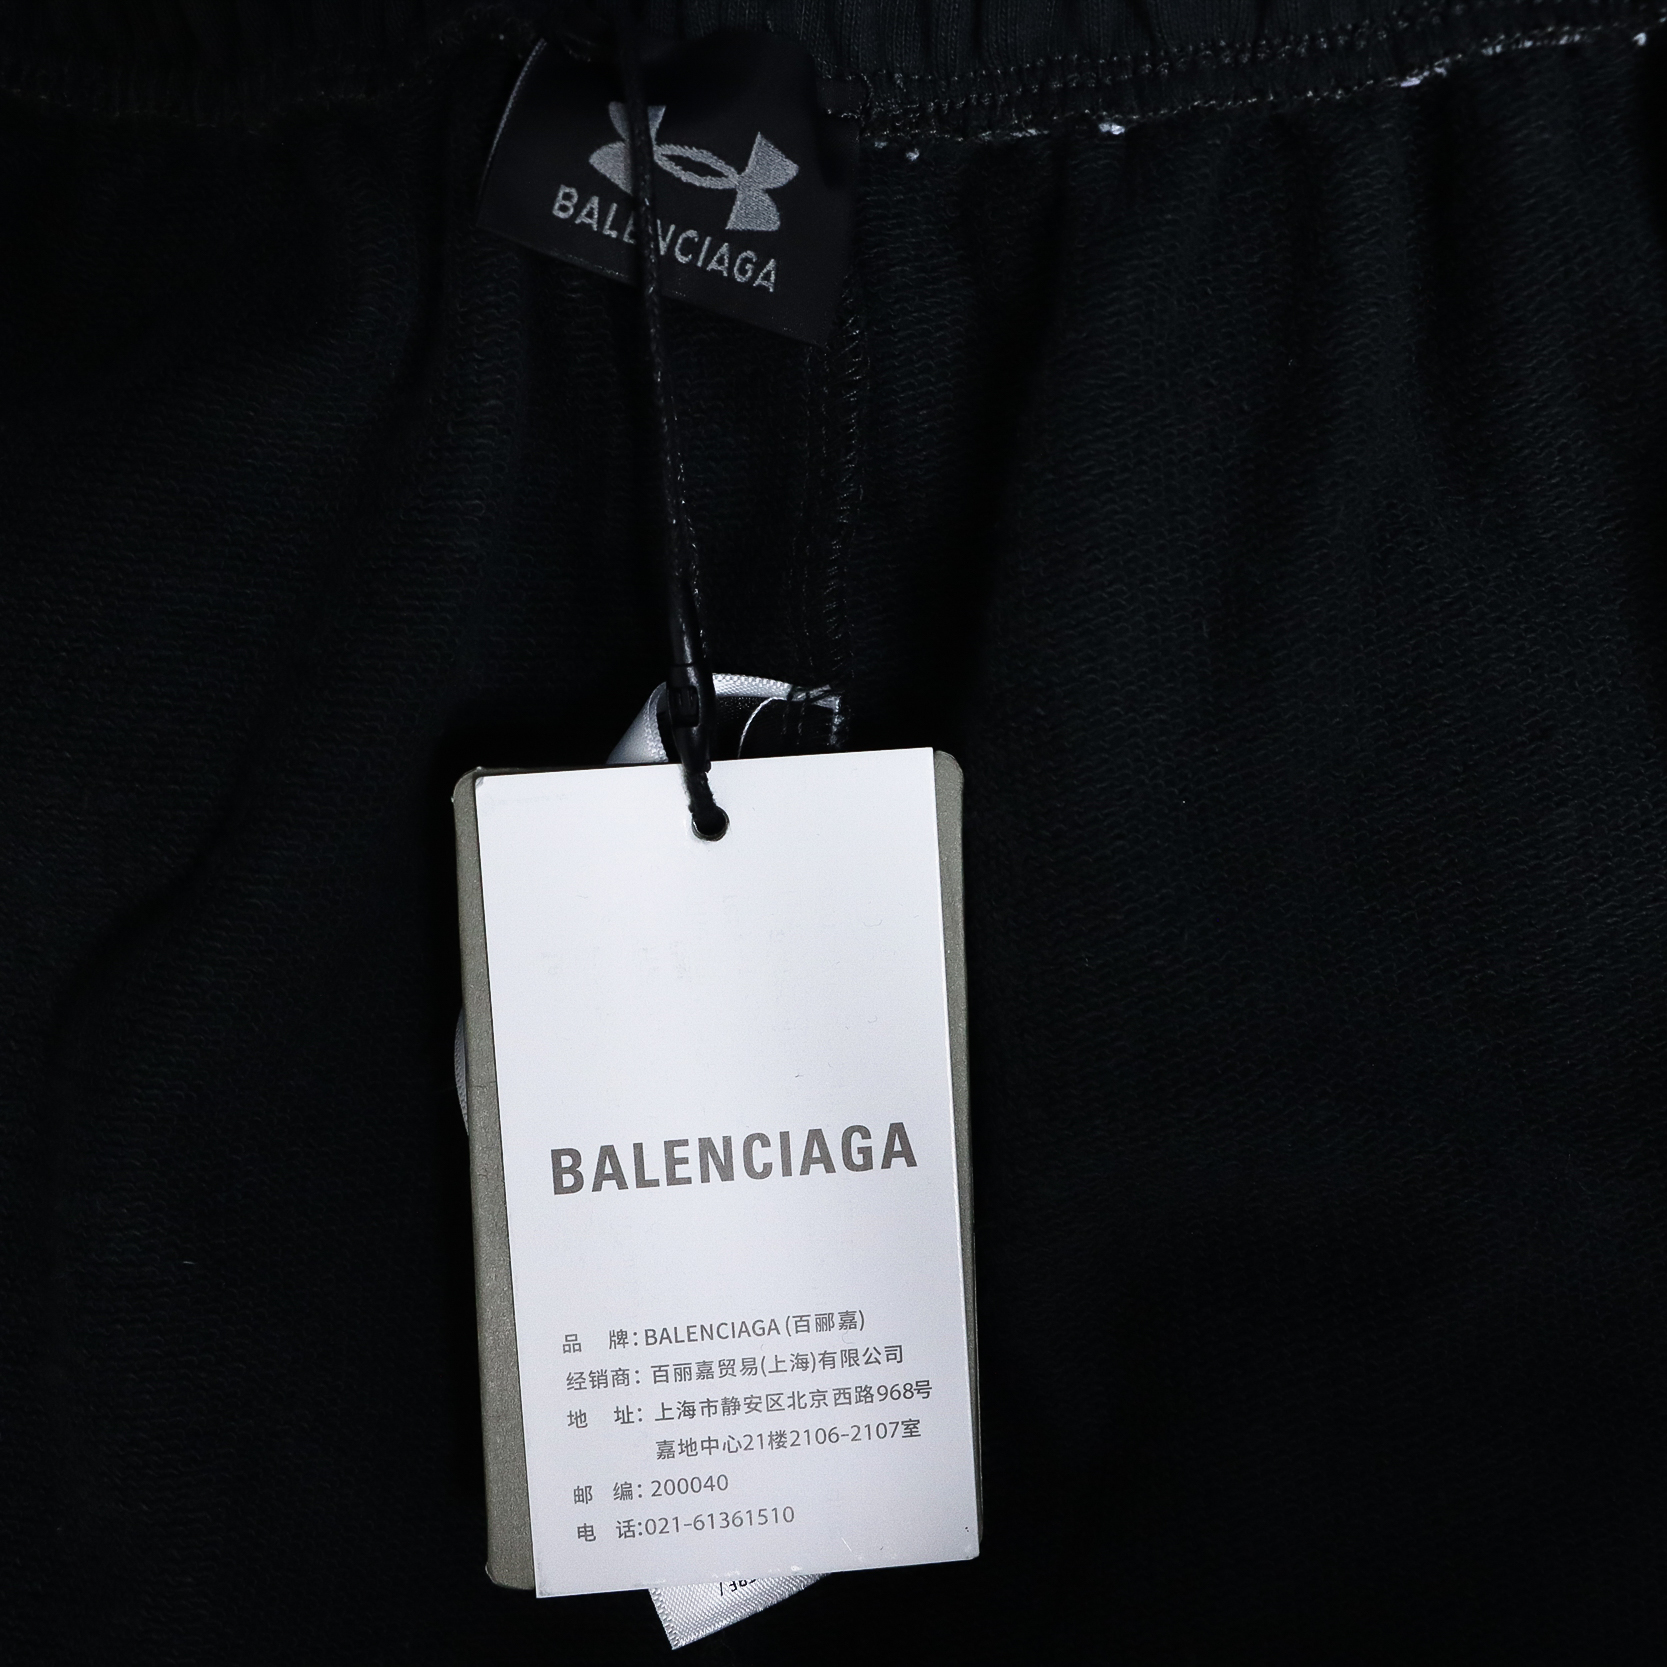 BALENCIAGA
BALENCIAGA
品 牌：BALENCIAGA (百郦嘉)
经销商：百丽嘉贸易(上海)有限公司
地 址：上海市静安区北京西路968号
嘉地中心21楼2106-2107室
邮 编：200040
电 话:021-61361510